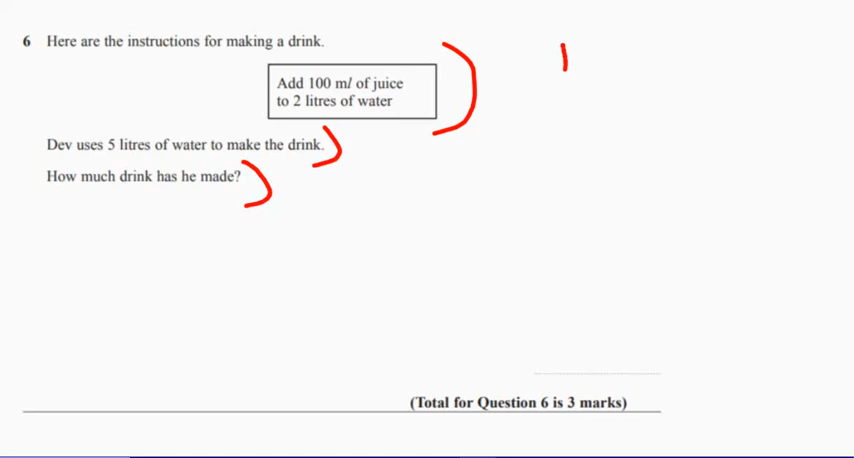 6 Here are the instructions for making a drink.
Add 100 ml of juice
to 2 litres of water
Dev uses 5 litres of water to make the drink.
How much drink has he made?
(Total for Question 6 is 3 marks)